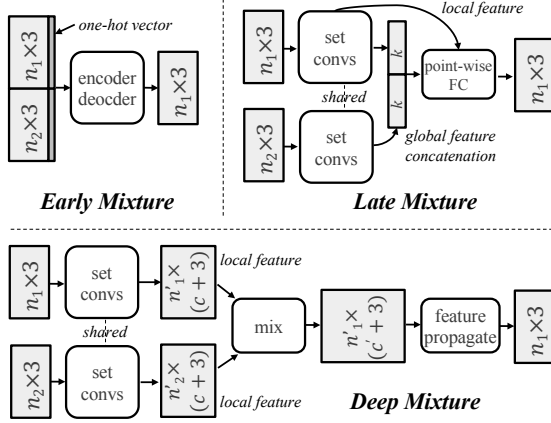 one-hot vector
n₁×3
n₂×3
encoder
deocder
n₁×3
Early Mixture
local feature
n₁×3
set
convs
k
k
point-wise
FC
n₁×3
shared
n₂×3
set
convs
global feature
concatenation
Late Mixture
n₁×3
set
convs
n′₁×
(c + 3)
local feature
shared
mix
n′₁×
(c′ + 3)
feature
propagate
n₁×3
n₂×3
set
convs
n′₂×
(c + 3)
local feature
Deep Mixture